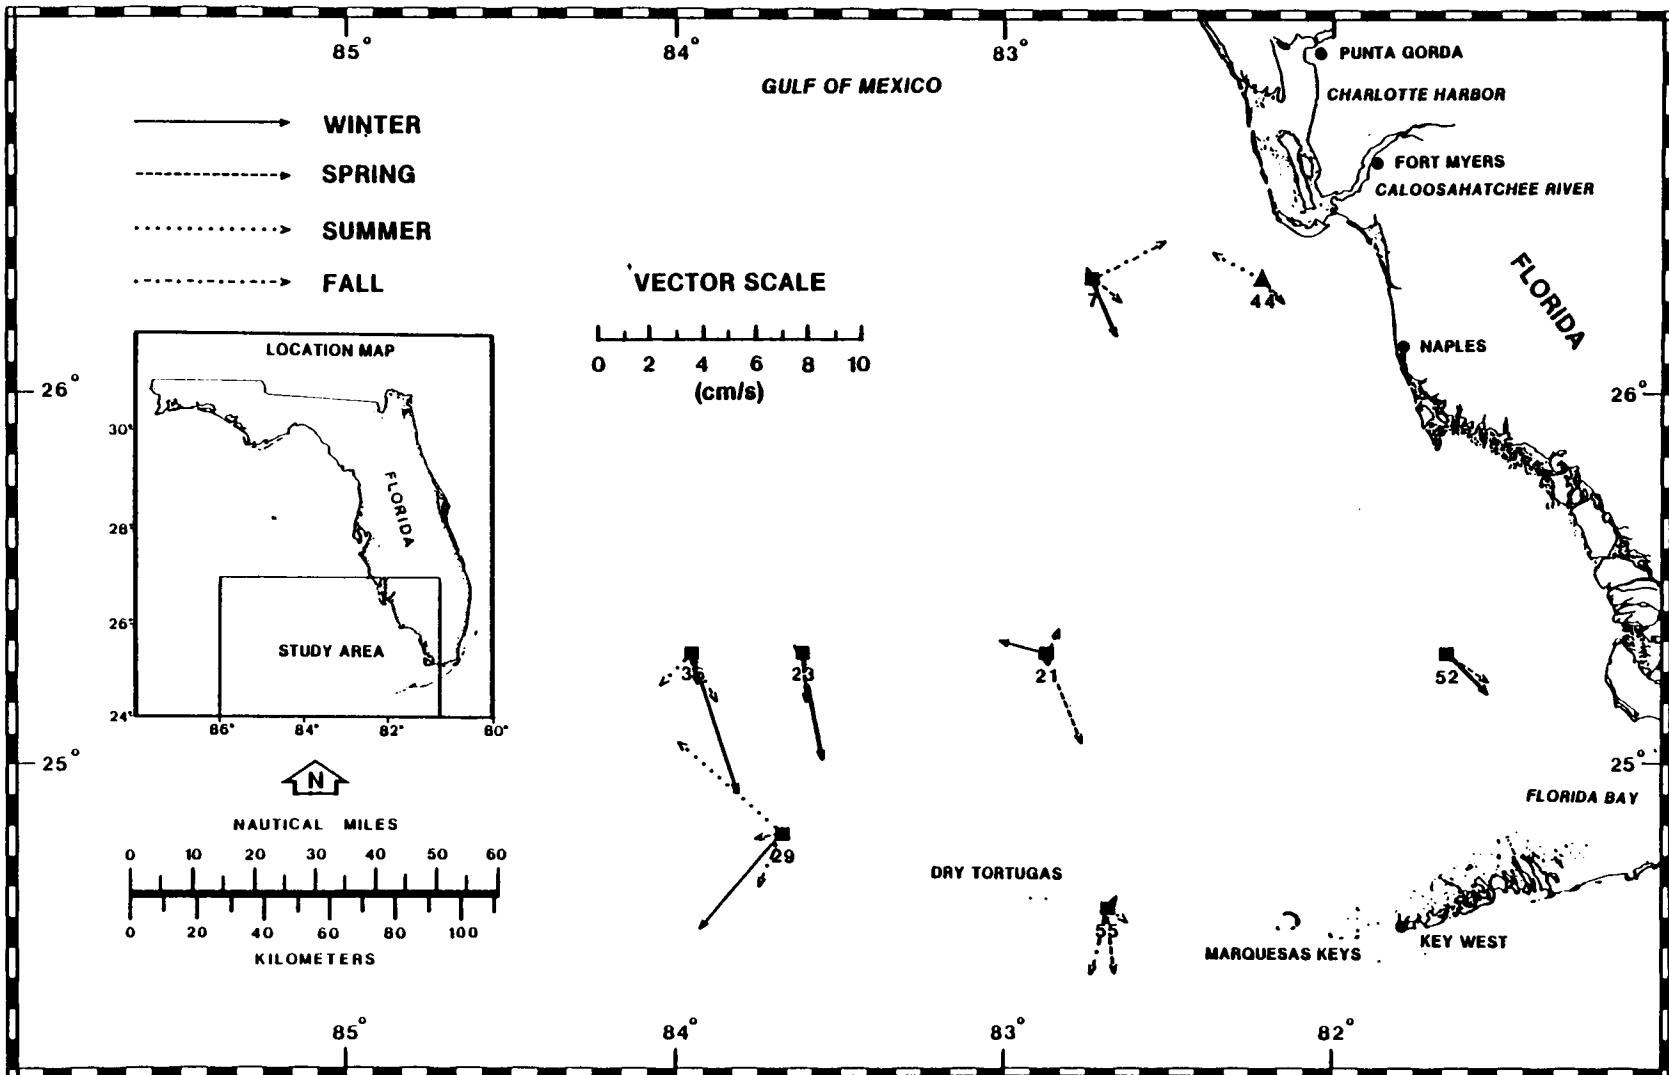 85° 84° 83°
PUNTA GORDA
GULF OF MEXICO
CHARLOTTE HARBOR
WINTER
FORT MYERS
SPRING
CALOOSAHATCHEE RIVER
SUMMER
FALL
VECTOR SCALE
0 2 4 6 8 10
(cm/s)
7
44
FLORIDA
NAPLES
LOCATION MAP
26° 26°
30°
28°
26°
24°
FLORIDA
STUDY AREA
86° 84° 82° 80°
36 23 21 52
25° 25°
N
FLORIDA BAY
NAUTICAL MILES
0 10 20 30 40 50 60
0 20 40 60 80 100
KILOMETERS
29
DRY TORTUGAS
55
MARQUESAS KEYS
KEY WEST
85° 84° 83° 82°